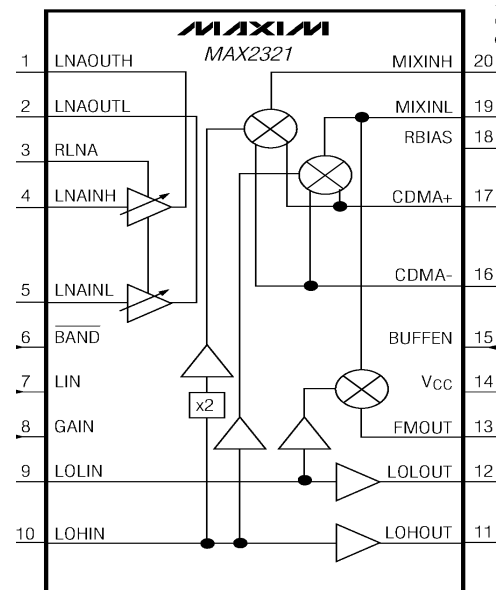 MAXIM
MAX2321
1 LNAOUTH
2 LNAOUTL
3 RLNA
4 LNAINH
5 LNAINL
6 BAND
7 LIN
8 GAIN
9 LOLIN
10 LOHIN
x2
MIXINH 20
MIXINL 19
RBIAS 18
CDMA+ 17
CDMA- 16
BUFFEN 15
VCC 14
FMOUT 13
LOLOUT 12
LOHOUT 11